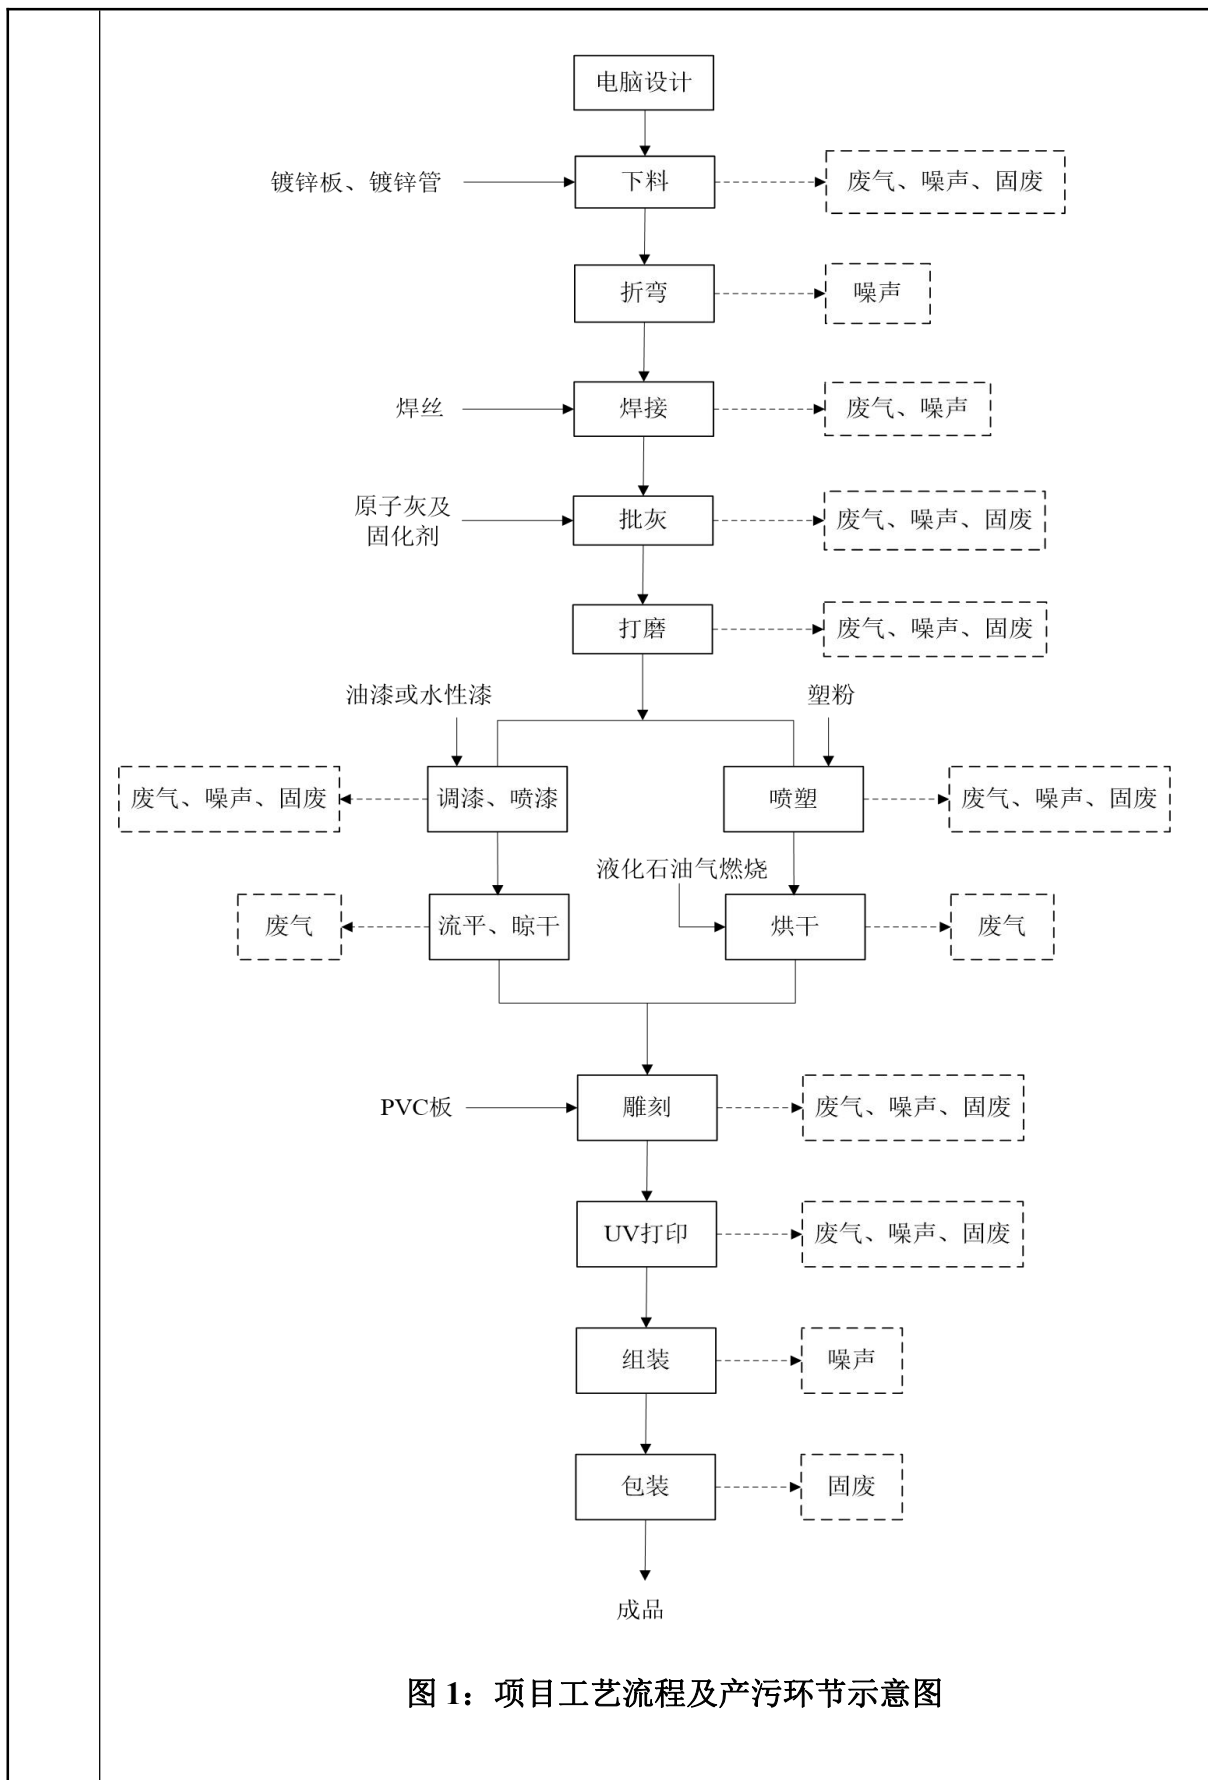 电脑设计
镀锌板、镀锌管
下料
废气、噪声、固废
折弯
噪声
焊丝
焊接
废气、噪声
原子灰及
固化剂
批灰
废气、噪声、固废
打磨
废气、噪声、固废
油漆或水性漆
塑粉
废气、噪声、固废
调漆、喷漆
喷塑
废气、噪声、固废
液化石油气燃烧
废气
流平、晾干
烘干
废气
PVC板
雕刻
废气、噪声、固废
UV打印
废气、噪声、固废
组装
噪声
包装
固废
成品
图 1：项目工艺流程及产污环节示意图